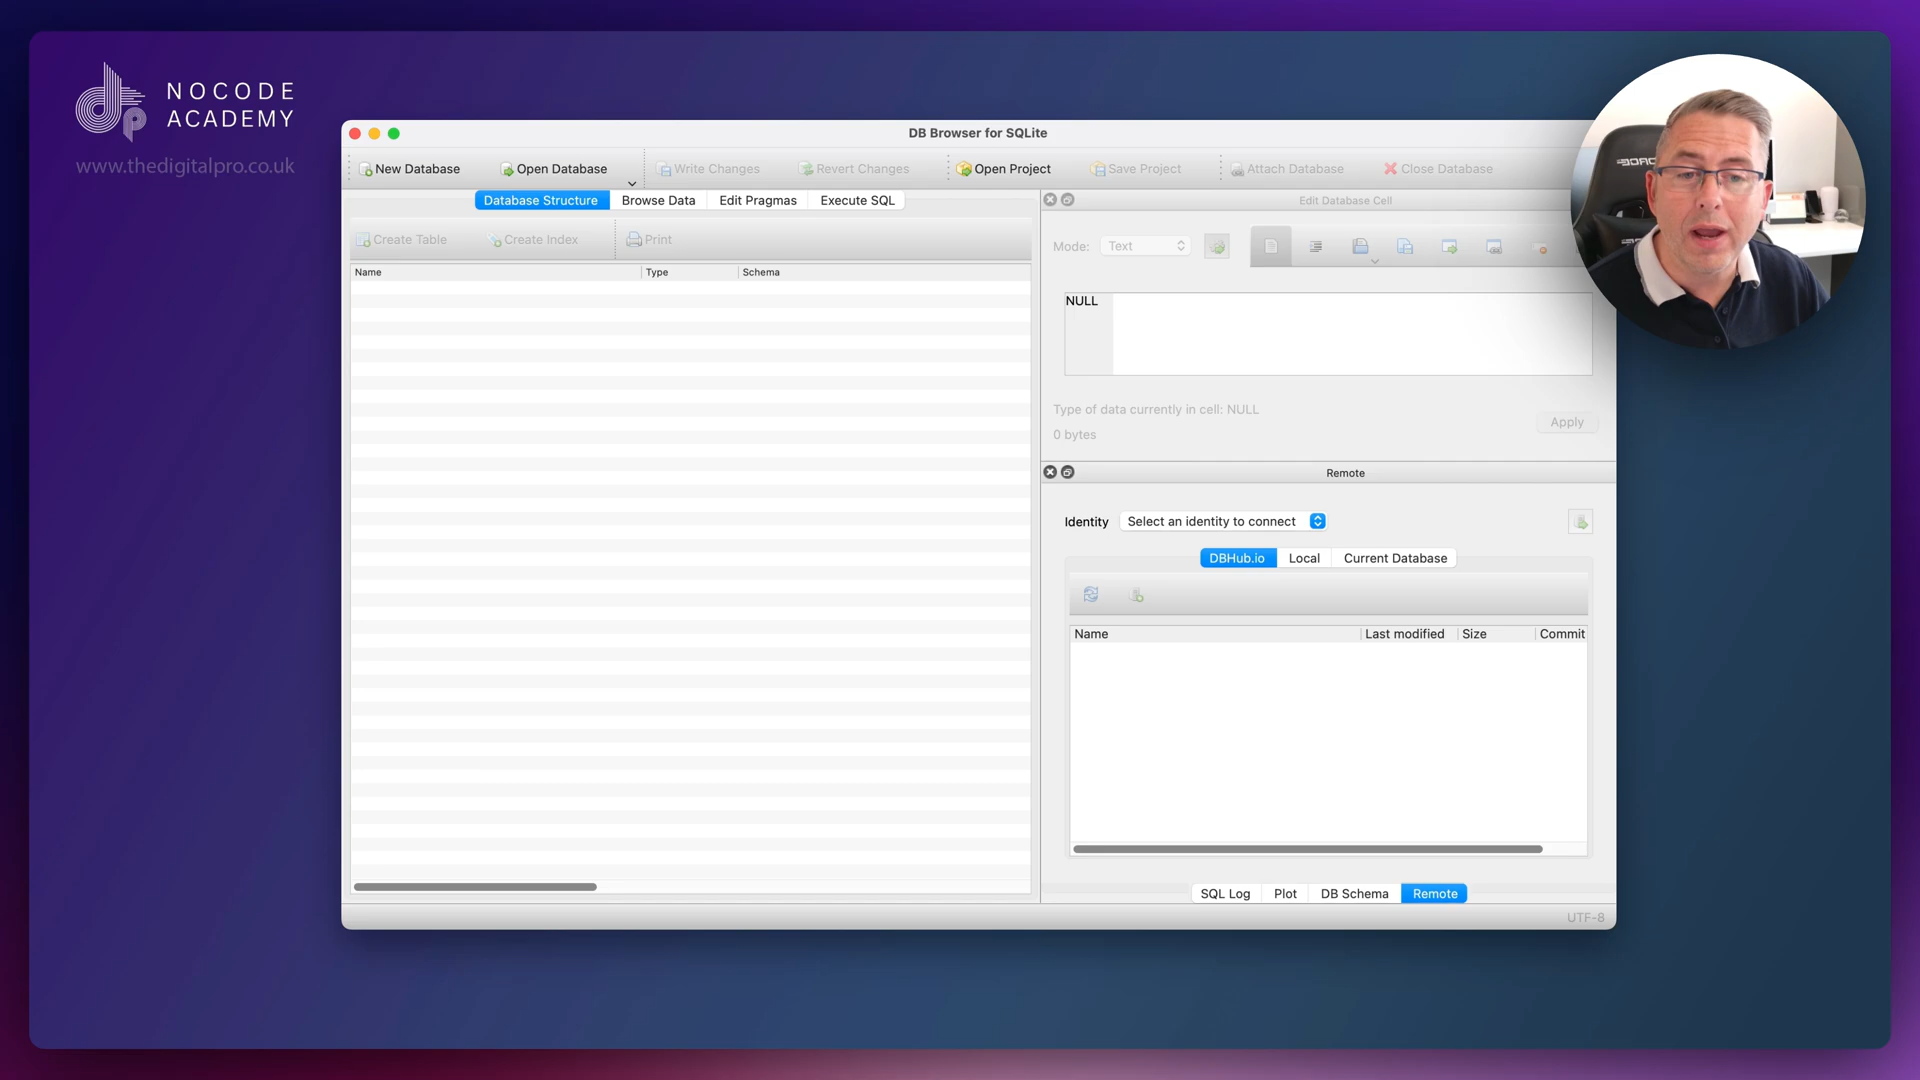 NOCODE
ACADEMY
www.thedigitalpro.co.uk
DB Browser for SQLite
New Database
Open Database
Write Changes
Revert Changes
Open Project
Save Project
Attach Database
Close Database
Database Structure
Browse Data
Edit Pragmas
Execute SQL
Create Table
Create Index
Print
Name
Type
Schema
Edit Database Cell
Mode:
Text
NULL
Type of data currently in cell: NULL
0 bytes
Apply
Remote
Identity
Select an identity to connect
DBHub.io
Local
Current Database
Name
Last modified
Size
Commit
SQL Log
Plot
DB Schema
Remote
UTF-8